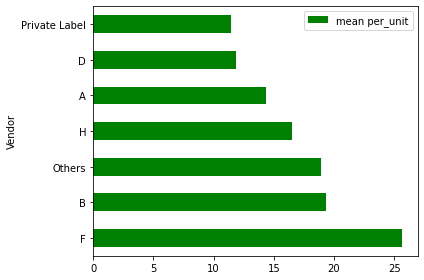 mean per_unit
Private Label
D
A
H
Others
B
F
Vendor
0 5 10 15 20 25